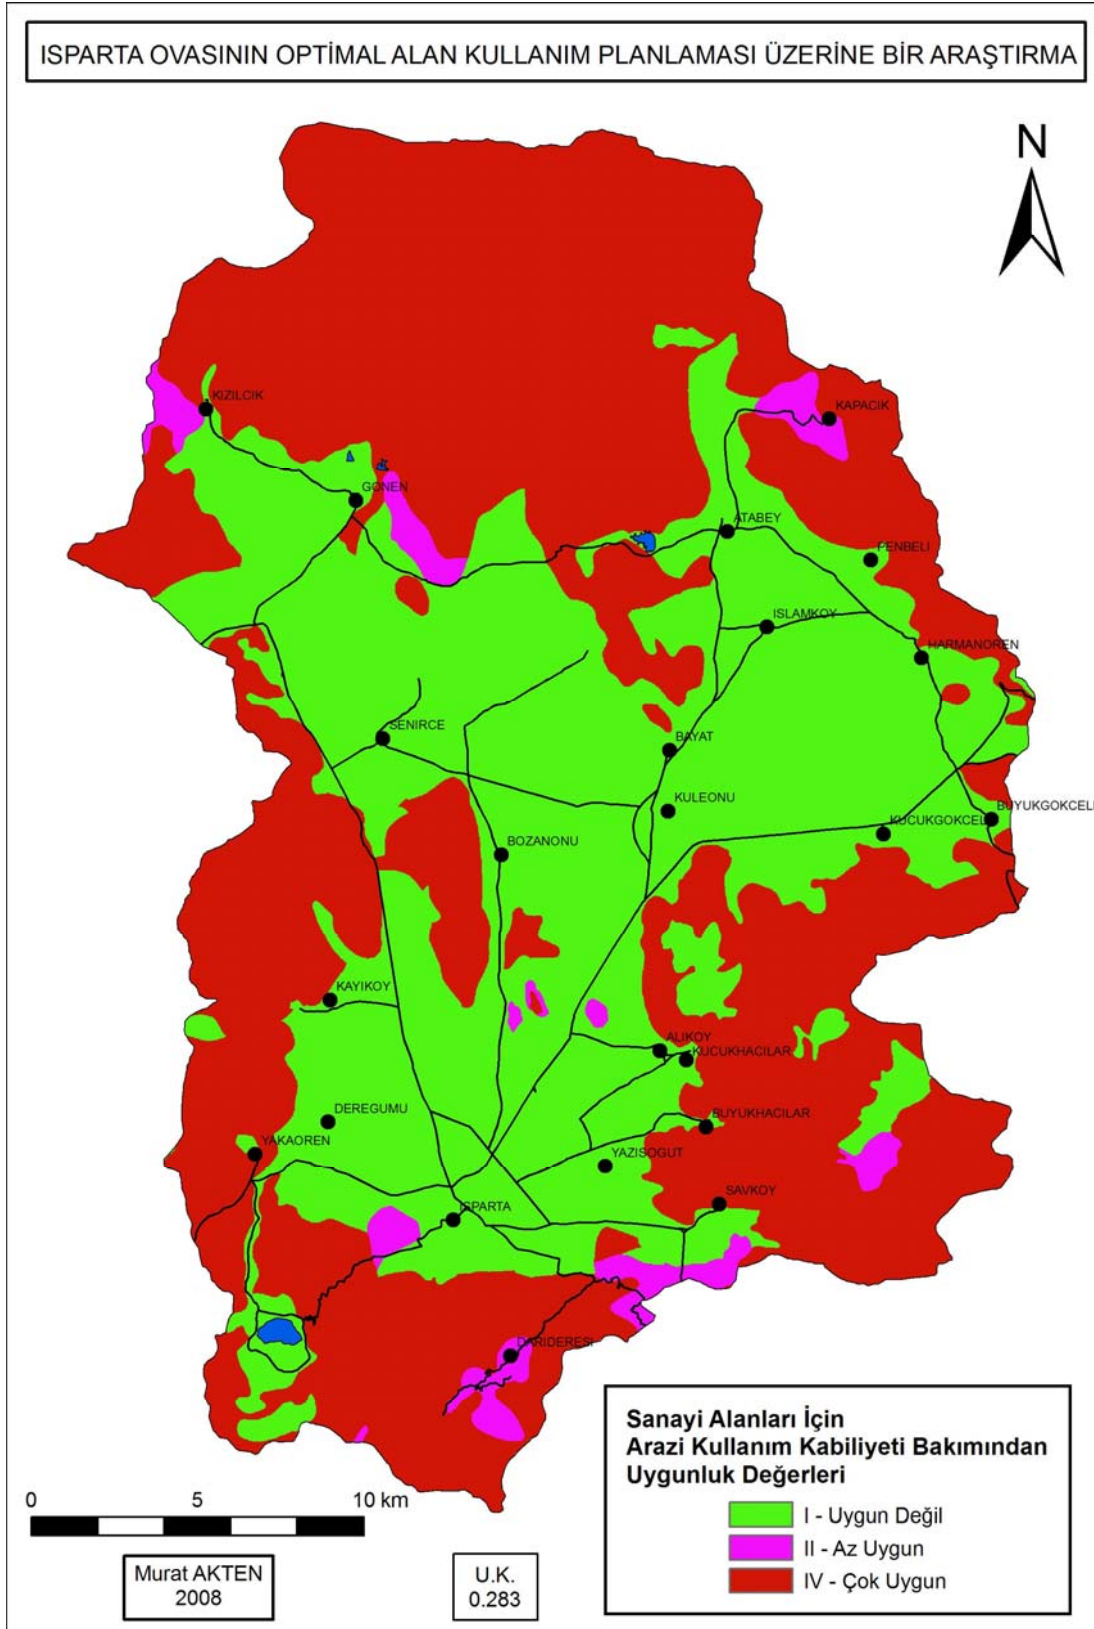 ISPARTA OVASININ OPTİMAL ALAN KULLANIM PLANLAMASI ÜZERİNE BİR ARAŞTIRMA
N
KIZILCIK
KAPACIK
GONEN
ATABEY
PENBELI
ISLAMKOY
HARMANOREN
SENIRCE
BAYAT
KULEONU
BUYUKGOKCELI
KUCUKGOKCELI
BOZANONU
KAYIKOY
ALIKOY
KUCUKHACILAR
DEREGUMU
BUYUKHACILAR
YAKAOREN
YAZISOGUT
SAVKOY
ISPARTA
DARIDERESI
Sanayi Alanları İçin
Arazi Kullanım Kabiliyeti Bakımından
Uygunluk Değerleri
I - Uygun Değil
II - Az Uygun
IV - Çok Uygun
0 5 10 km
Murat AKTEN
2008
U.K.
0.283